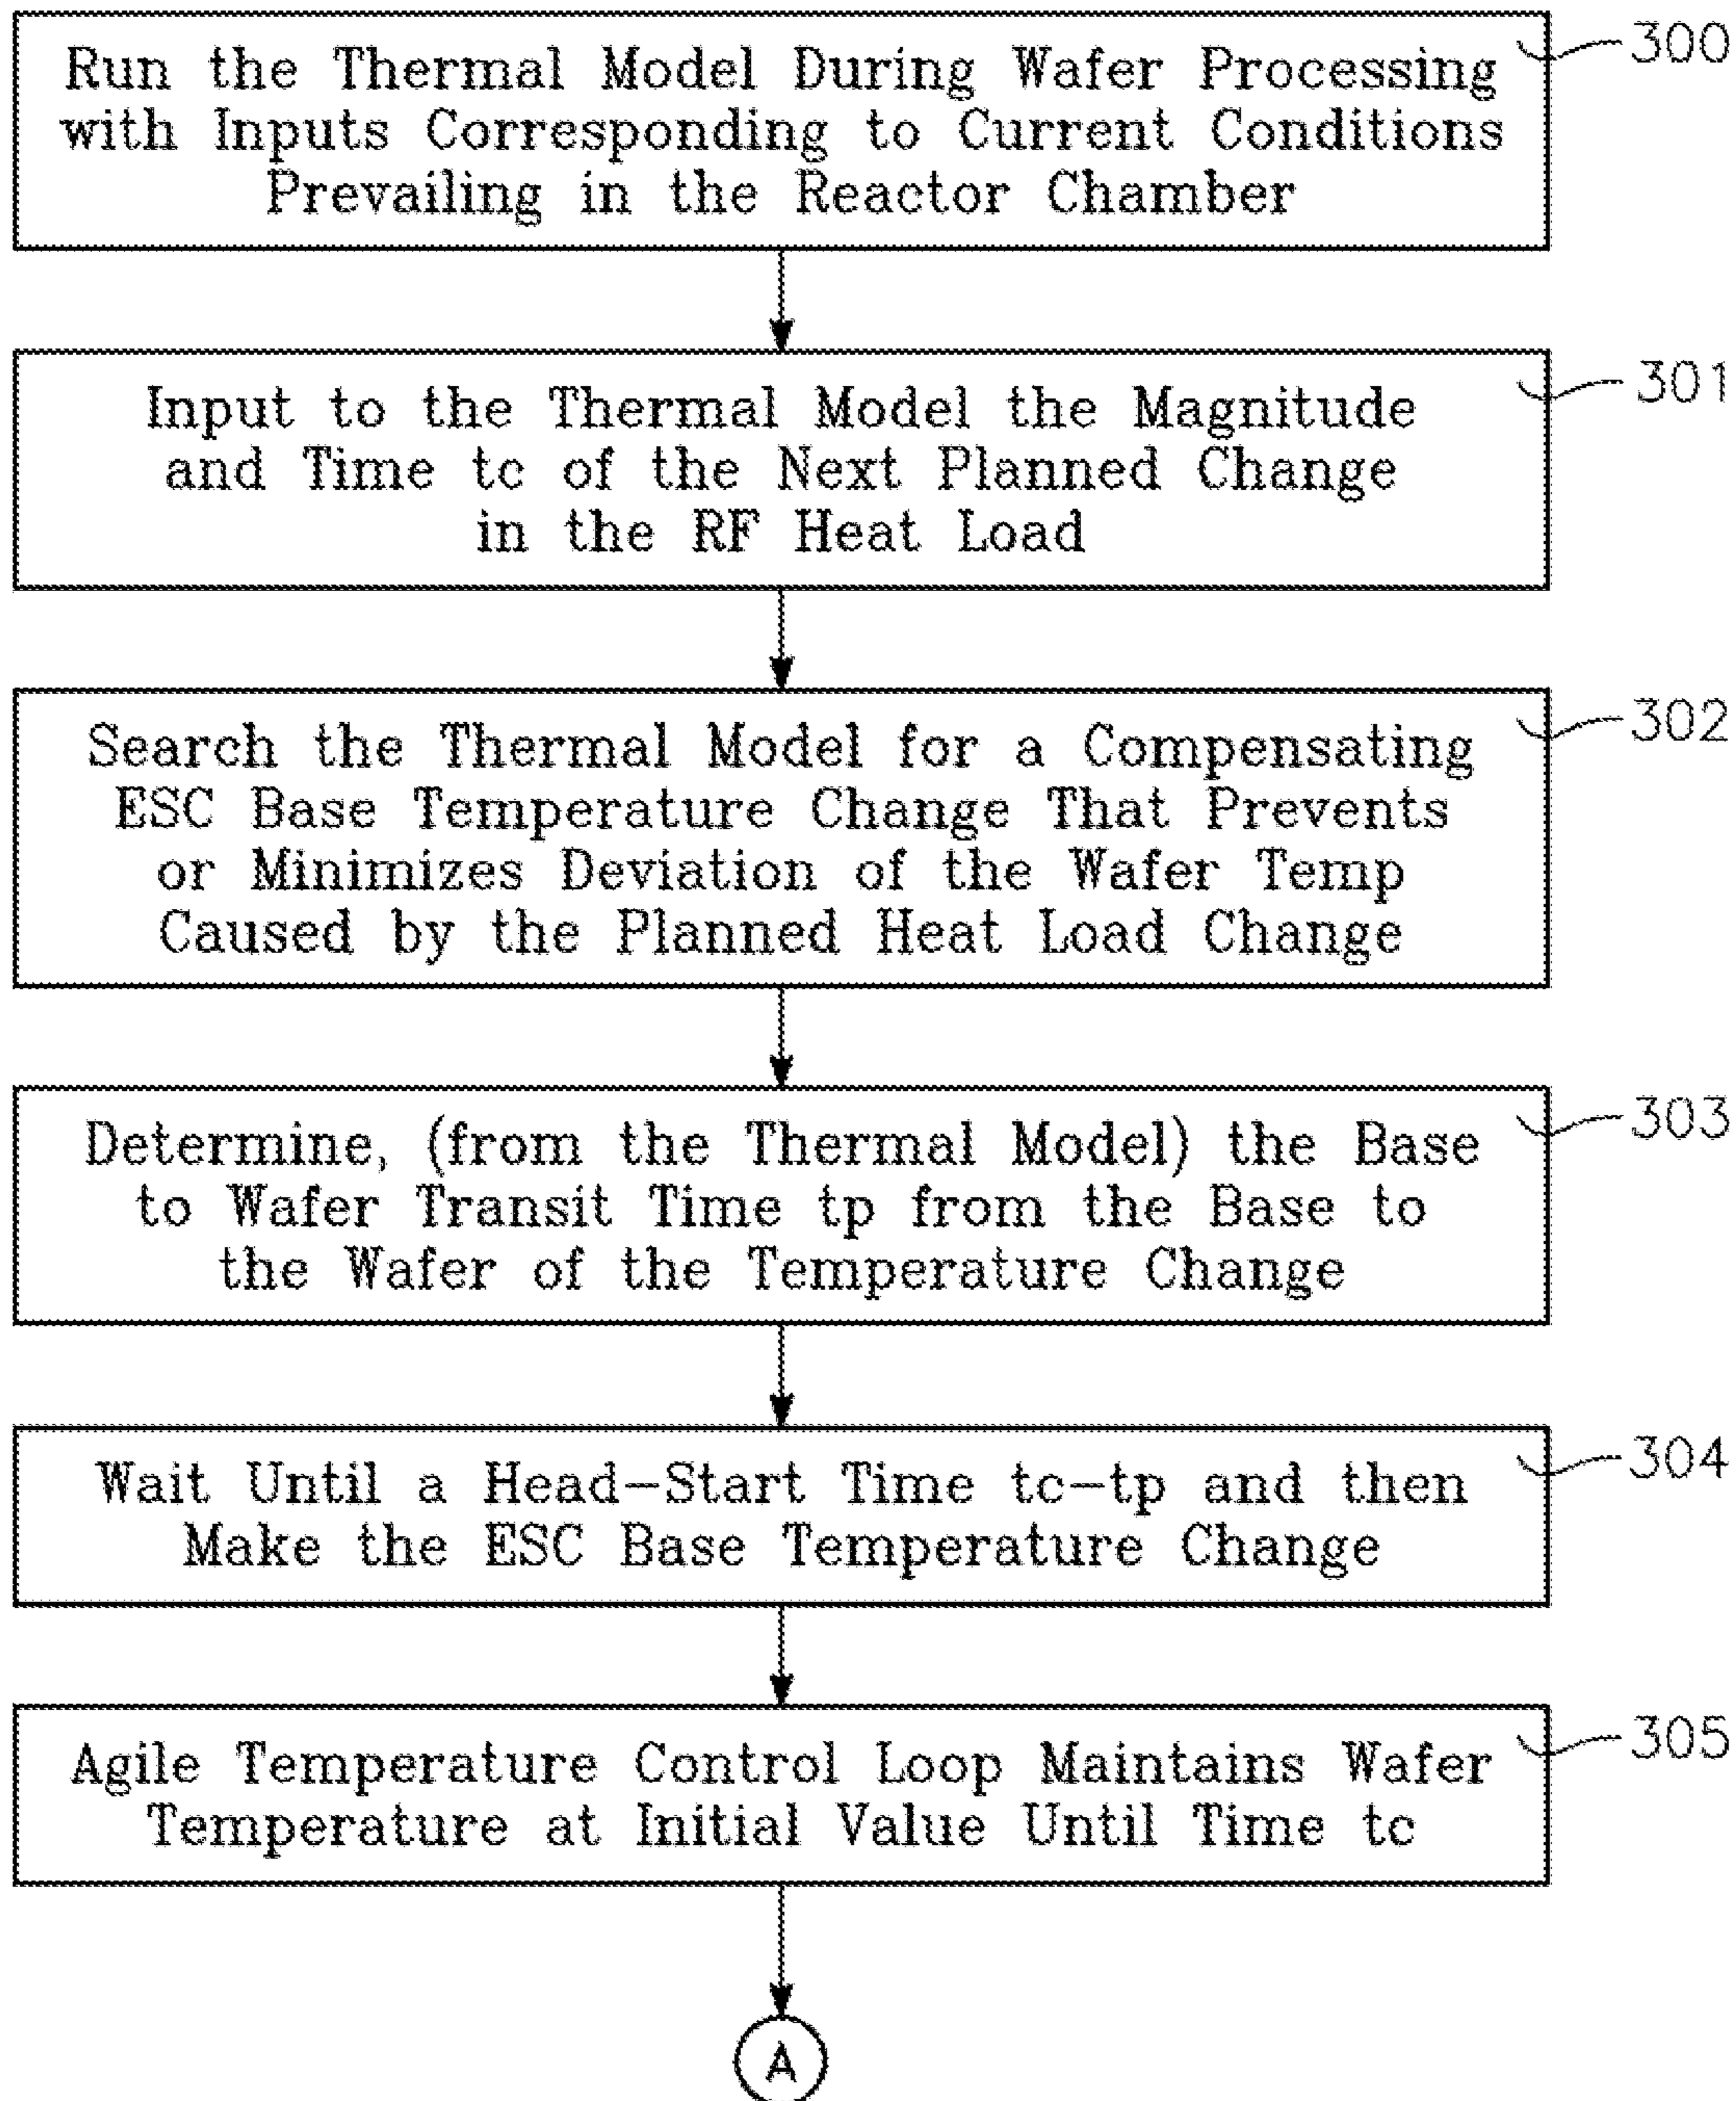 Run the Thermal Model During Wafer Processing
with Inputs Corresponding to Current Conditions
Prevailing in the Reactor Chamber
300
Input to the Thermal Model the Magnitude
and Time tc of the Next Planned Change
in the RF Heat Load
301
Search the Thermal Model for a Compensating
ESC Base Temperature Change That Prevents
or Minimizes Deviation of the Wafer Temp
Caused by the Planned Heat Load Change
302
Determine, (from the Thermal Model) the Base
to Wafer Transit Time tp from the Base to
the Wafer of the Temperature Change
303
Wait Until a Head-Start Time tc-tp and then
Make the ESC Base Temperature Change
304
Agile Temperature Control Loop Maintains Wafer
Temperature at Initial Value Until Time tc
305
A